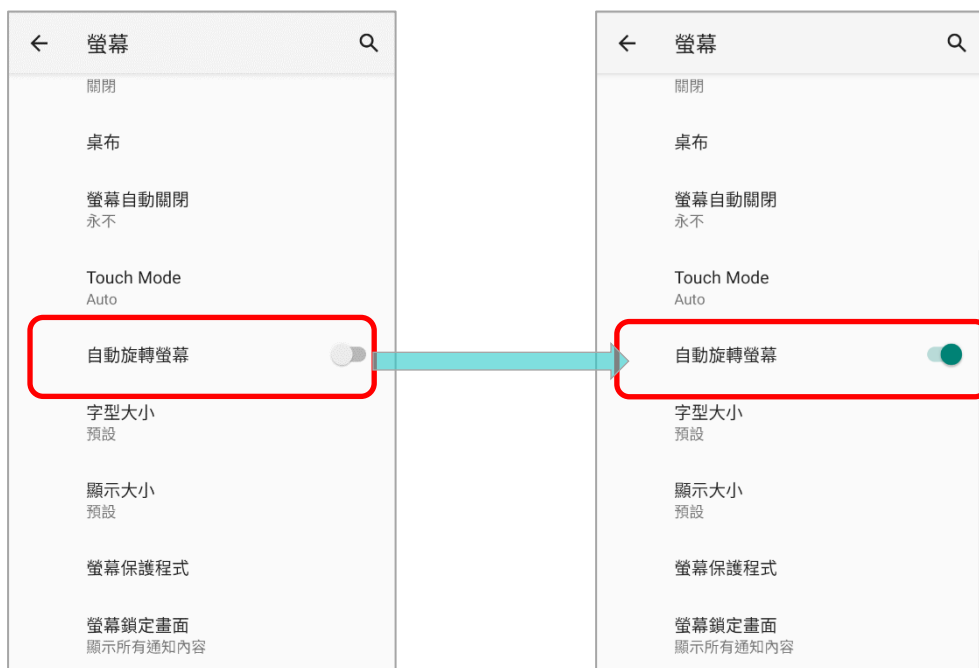 螢幕
關閉
桌布
螢幕自動關閉
永不
Touch Mode
Auto
自動旋轉螢幕
字型大小
預設
顯示大小
預設
螢幕保護程式
螢幕鎖定畫面
顯示所有通知內容
螢幕
關閉
桌布
螢幕自動關閉
永不
Touch Mode
Auto
自動旋轉螢幕
字型大小
預設
顯示大小
預設
螢幕保護程式
螢幕鎖定畫面
顯示所有通知內容